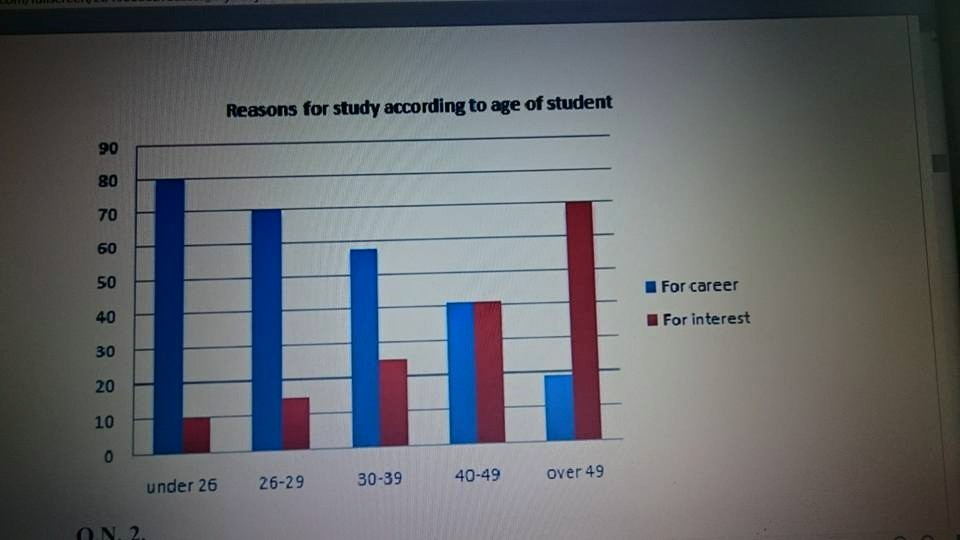 Reasons for study according to age of student
90
80
70
60
50
40
30
20
10
0
under 26
26-29
30-39
40-49
over 49
For career
For interest
Q N. 2.